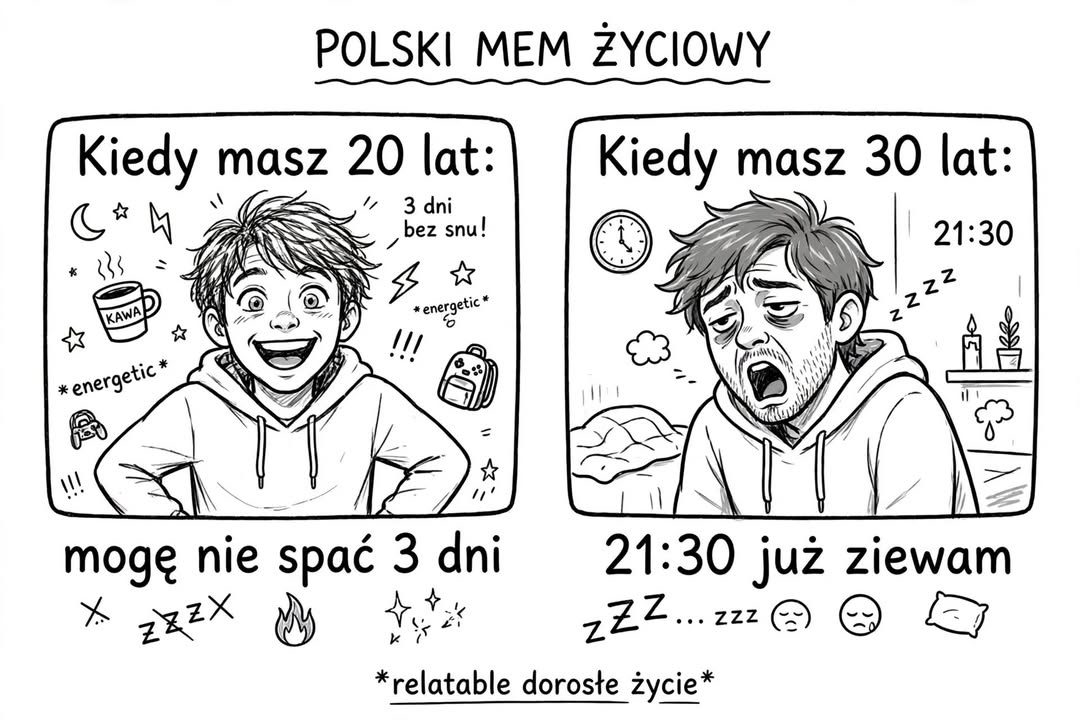 POLSKI MEM ŻYCIOWY
Kiedy masz 20 lat:
3 dni
bez snu!
KAWA
*energetic*
*energetic*
!!!
!!!
mogę nie spać 3 dni
zzz
Kiedy masz 30 lat:
21:30
zzzz
21:30 już ziewam
zZZ... zzz
*relatable dorosłe życie*